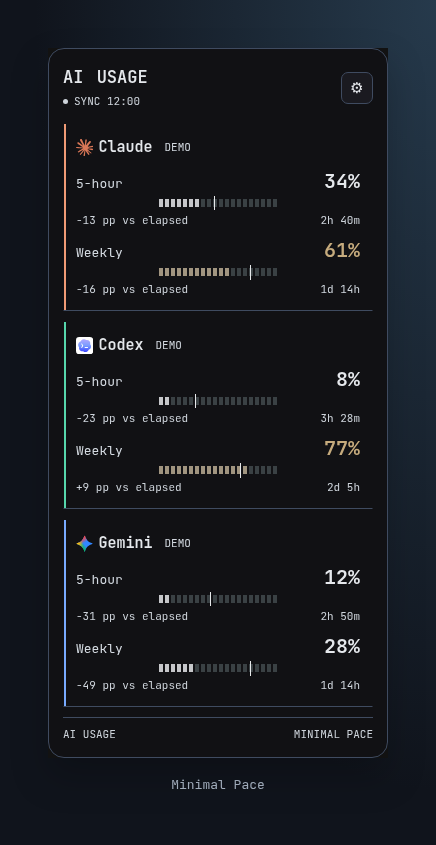 AI USAGE
SYNC 12:00
Claude DEMO
5-hour 34%
-13 pp vs elapsed 2h 40m
Weekly 61%
-16 pp vs elapsed 1d 14h
Codex DEMO
5-hour 8%
-23 pp vs elapsed 3h 28m
Weekly 77%
+9 pp vs elapsed 2d 5h
Gemini DEMO
5-hour 12%
-31 pp vs elapsed 2h 50m
Weekly 28%
-49 pp vs elapsed 1d 14h
AI USAGE MINIMAL PACE
Minimal Pace